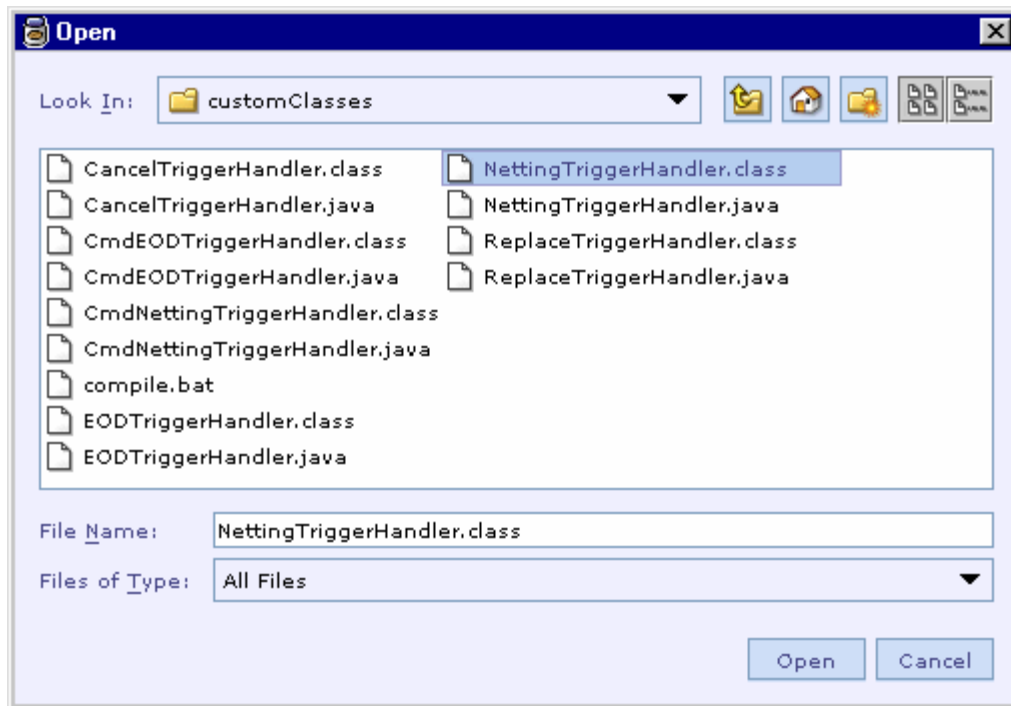 Open
Look In: customClasses
CancelTriggerHandler.class
CancelTriggerHandler.java
CmdEODTriggerHandler.class
CmdEODTriggerHandler.java
CmdNettingTriggerHandler.class
CmdNettingTriggerHandler.java
compile.bat
EODTriggerHandler.class
EODTriggerHandler.java
NettingTriggerHandler.class
NettingTriggerHandler.java
ReplaceTriggerHandler.class
ReplaceTriggerHandler.java
File Name: NettingTriggerHandler.class
Files of Type: All Files
Open Cancel